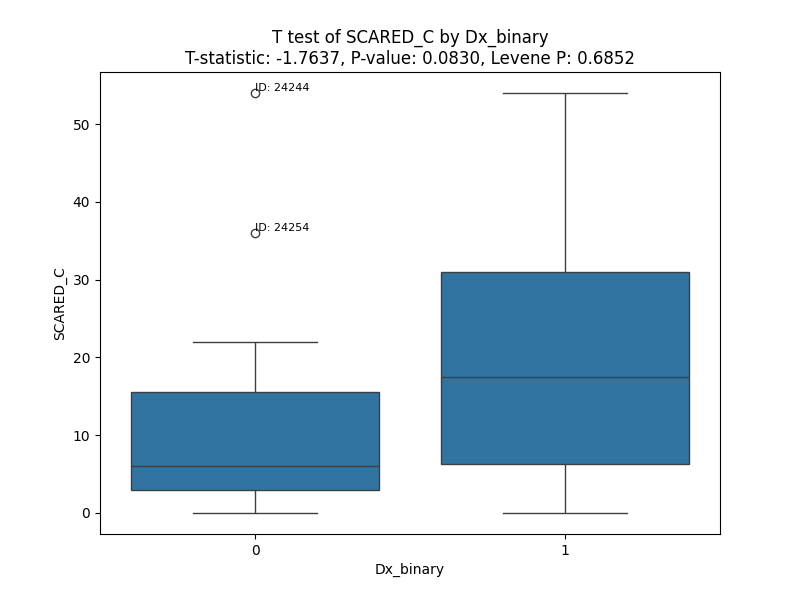 T test of SCARED_C by Dx_binary
T-statistic: -1.7637, P-value: 0.0830, Levene P: 0.6852
ID: 24244
ID: 24254
SCARED_C
50
40
30
20
10
0
0
1
Dx_binary